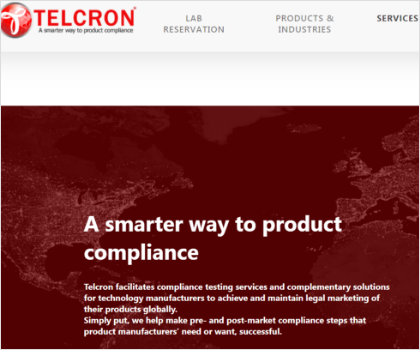 TELCRON
A smarter way to product compliance
LAB
RESERVATION
PRODUCTS &
INDUSTRIES
SERVICES
A smarter way to product
compliance
Telcron facilitates compliance testing services and complementary solutions
for technology manufacturers to achieve and maintain legal marketing of
their products globally.
Simply put, we help make pre- and post-market compliance steps that
product manufacturers' need or want, successful.